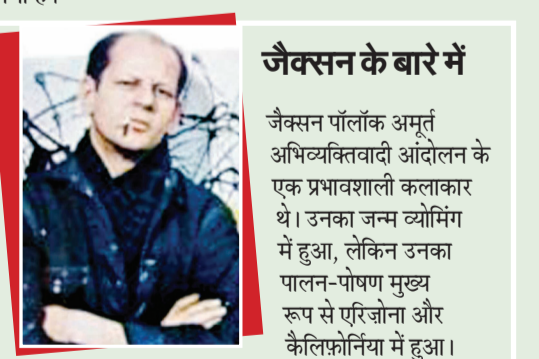 जैक्सन के बारे में
जैक्सन पॉलॉक अमूर्त
अभिव्यक्तिवादी आंदोलन के
एक प्रभावशाली कलाकार
थे। उनका जन्म व्योमिंग
में हुआ, लेकिन उनका
पालन-पोषण मुख्य
रूप से एरिज़ोना और
कैलिफ़ोर्निया में हुआ।